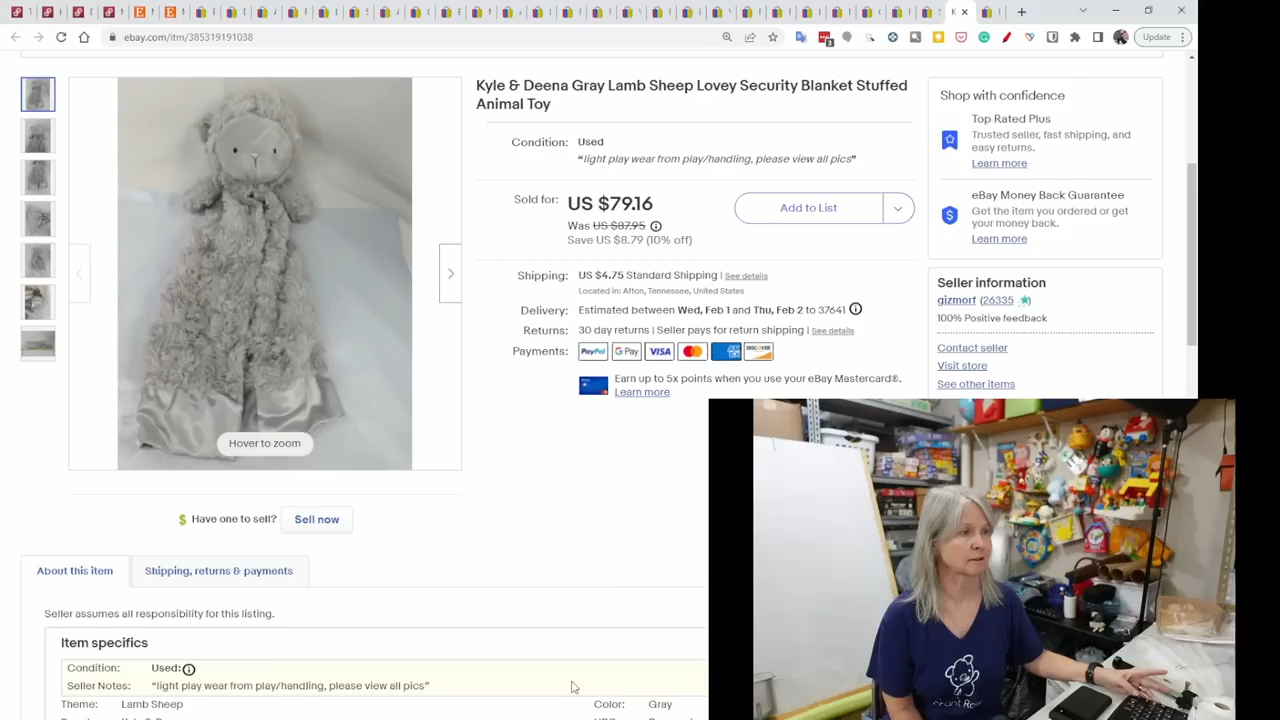 ebay.com/itm/385319191038
Update
Kyle & Deena Gray Lamb Sheep Lovey Security Blanket Stuffed
Animal Toy
Condition: Used
“light play wear from play/handling, please view all pics”
Sold for: US $79.16
Was US $87.95
Save US $8.79 (10% off)
Add to List
Shipping: US $4.75 Standard Shipping | See details
Located in: Afton, Tennessee, United States
Delivery: Estimated between Wed, Feb 1 and Thu, Feb 2 to 37641
Returns: 30 day returns | Seller pays for return shipping | See details
Payments: PayPal G Pay VISA DISCOVER
Earn up to 5x points when you use your eBay Mastercard®.
Learn more
Shop with confidence
Top Rated Plus
Trusted seller, fast shipping, and
easy returns.
Learn more
eBay Money Back Guarantee
Get the item you ordered or get
your money back.
Learn more
Seller information
gizmorf (26335)
100% Positive feedback
Contact seller
Visit store
See other items
Hover to zoom
Have one to sell? Sell now
About this item
Shipping, returns & payments
Seller assumes all responsibility for this listing.
Item specifics
Condition: Used:
Seller Notes: “light play wear from play/handling, please view all pics”
Theme: Lamb Sheep
Color: Gray
Front Row